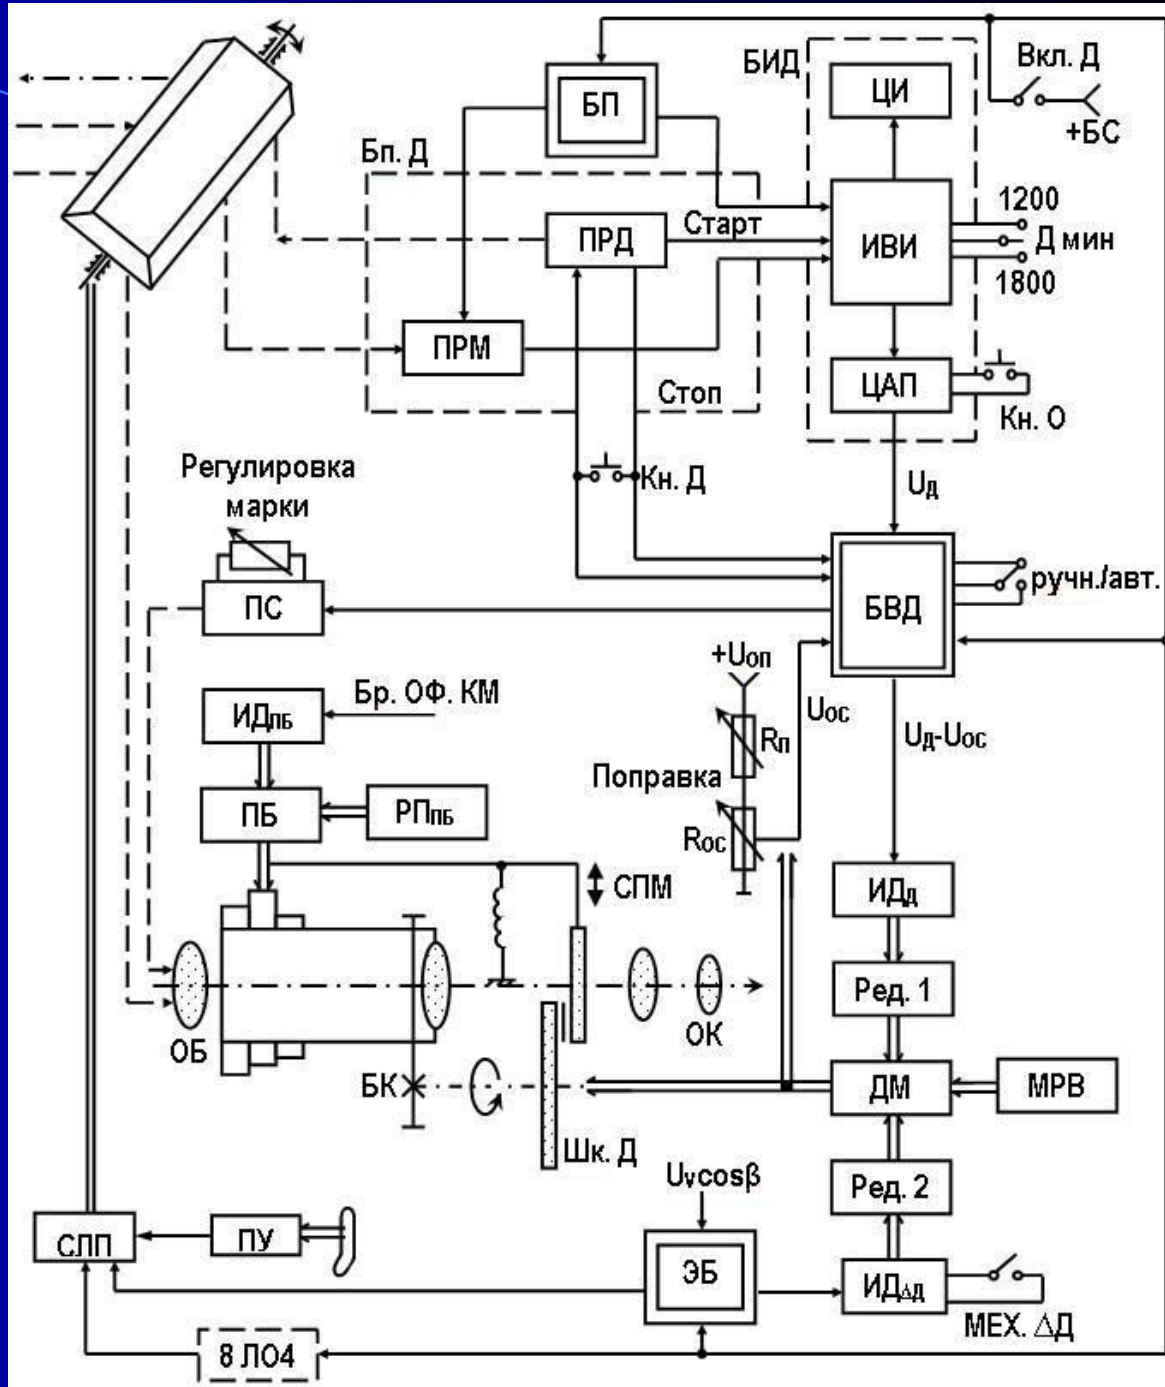 Вкл. Д
БИД
ЦИ
БП
+БС
Бп. Д
1200
ПРД
Старт
ИВИ
Д мин
1800
ПРМ
ЦАП
Стоп
Кн. О
Регулировка
марки
Кн. Д
Uд
ПС
БВД
ручн./авт.
+Uоп
Бр. ОФ. КМ
ИДпб
Uос
Rп
Uд-Uос
Поправка
ПБ
РПпб
Rос
СПМ
ИДд
Ред. 1
ОБ
ОК
БК
ДМ
МРВ
Шк. Д
Uvcosβ
Ред. 2
СЛП
ПУ
ЭБ
ИД∆Д
МЕХ. ∆Д
8 ЛО4